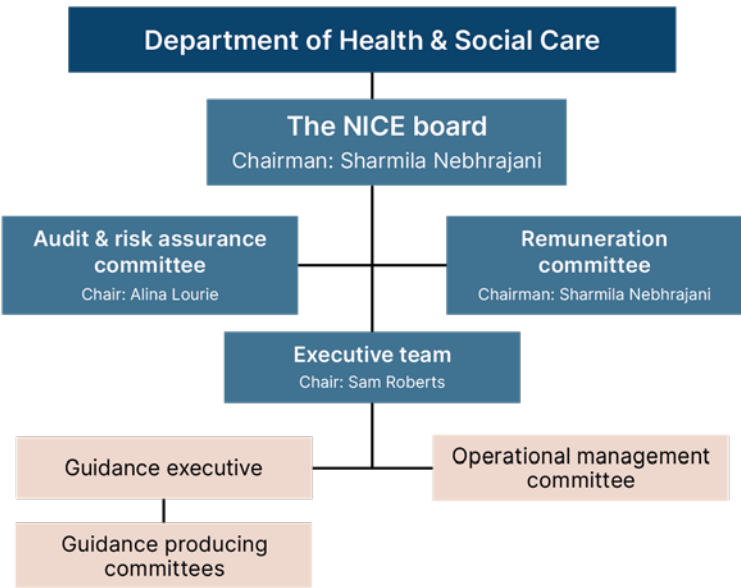 Department of Health & Social Care
The NICE board
Chairman: Sharmila Nebhrajani
Audit & risk assurance
committee
Chair: Alina Lourie
Remuneration
committee
Chairman: Sharmila Nebhrajani
Executive team
Chair: Sam Roberts
Guidance executive
Operational management
committee
Guidance producing
committees